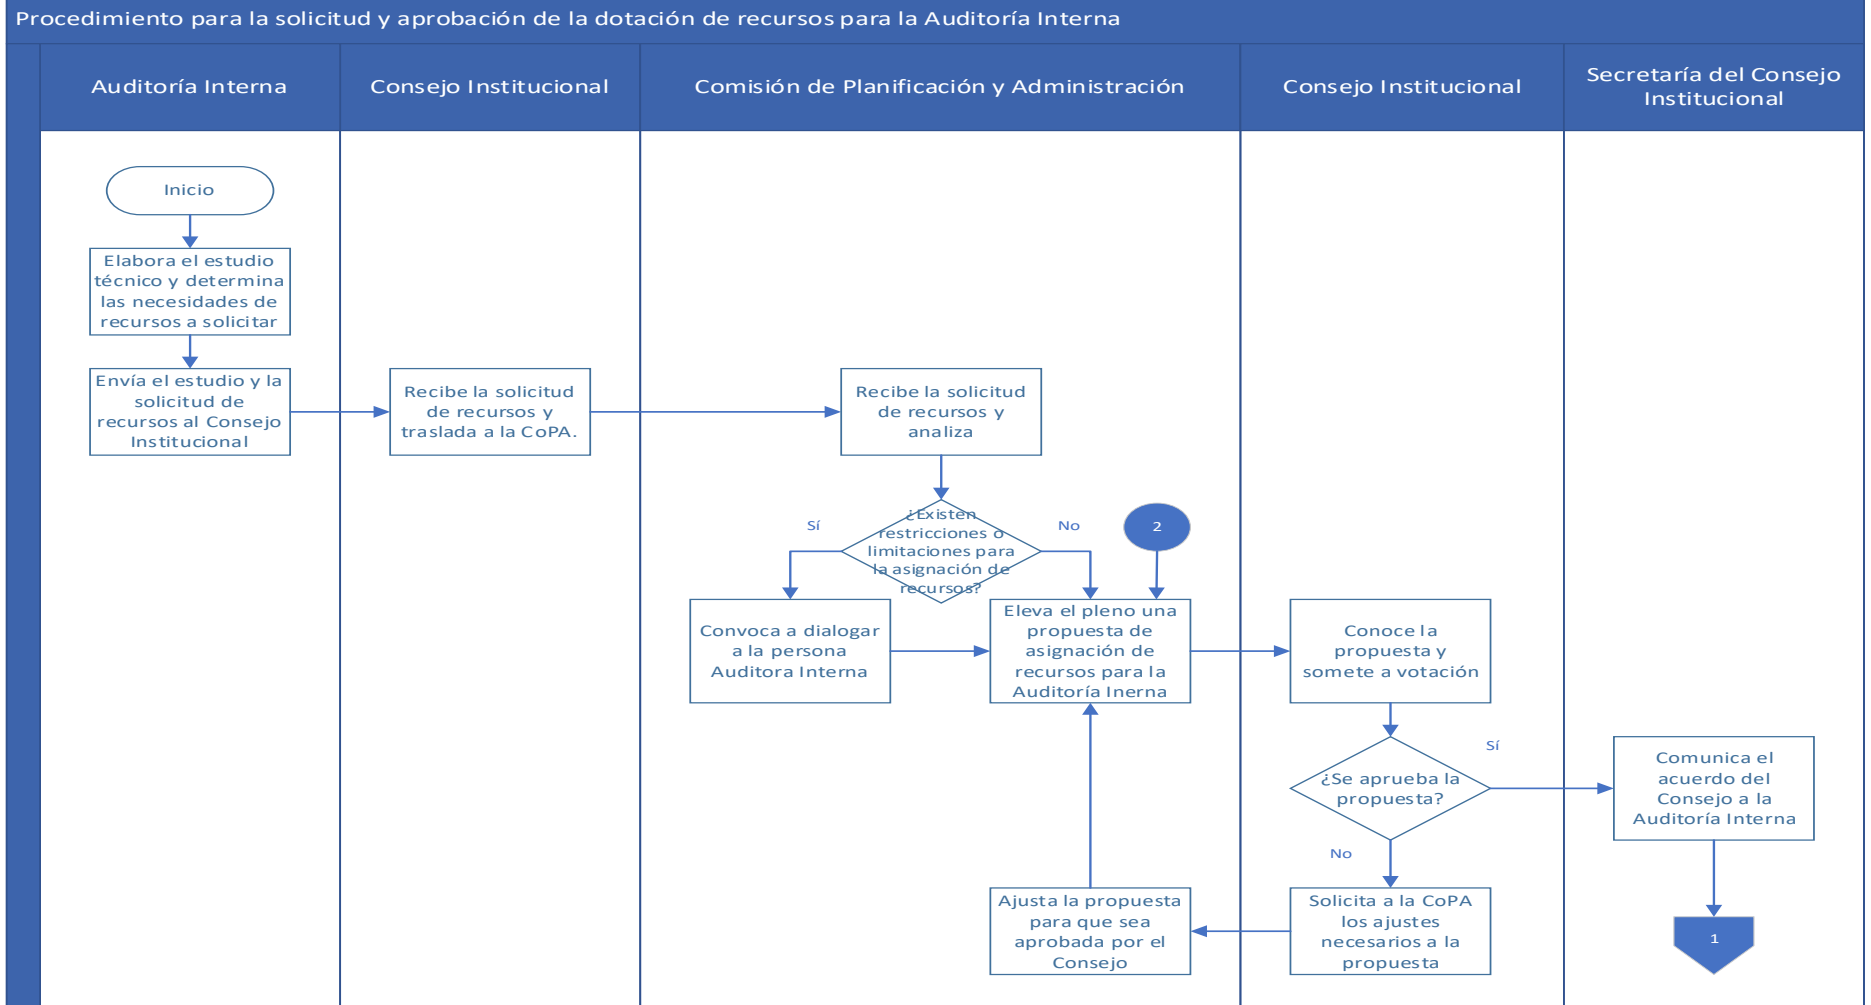 Procedimiento para la solicitud y aprobación de la dotación de recursos para la Auditoría Interna
Auditoría Interna
Consejo Institucional
Comisión de Planificación y Administración
Consejo Institucional
Secretaría del Consejo
Institucional
Inicio
Elabora el estudio
técnico y determina
las necesidades de
recursos a solicitar
Envía el estudio y la
solicitud de
recursos al Consejo
Institucional
Recibe la solicitud
de recursos y
traslada a la CoPA.
Recibe la solicitud
de recursos y
analiza
¿Existen
restricciones o
limitaciones para
la asignación de
recursos?
Sí
No
2
Convoca a dialogar
a la persona
Auditora Interna
Eleva el pleno una
propuesta de
asignación de
recursos para la
Auditoría Inerna
Conoce la
propuesta y
somete a votación
¿Se aprueba la
propuesta?
Sí
No
Comunica el
acuerdo del
Consejo a la
Auditoría Interna
Solicita a la CoPA
los ajustes
necesarios a la
propuesta
Ajusta la propuesta
para que sea
aprobada por el
Consejo
1